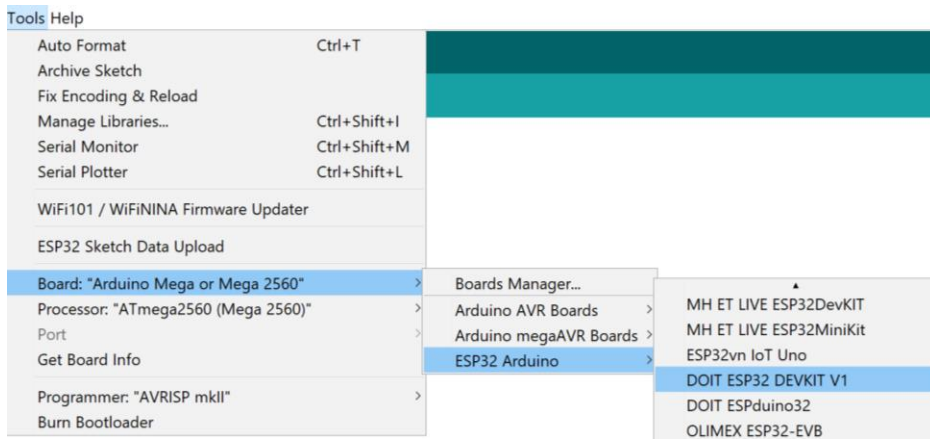 Tools Help
Auto Format Ctrl+T
Archive Sketch
Fix Encoding & Reload
Manage Libraries... Ctrl+Shift+I
Serial Monitor Ctrl+Shift+M
Serial Plotter Ctrl+Shift+L
WiFi101 / WiFiNINA Firmware Updater
ESP32 Sketch Data Upload
Board: "Arduino Mega or Mega 2560"
Processor: "ATmega2560 (Mega 2560)"
Port
Get Board Info
Programmer: "AVRISP mkII"
Burn Bootloader
Boards Manager...
Arduino AVR Boards
Arduino megaAVR Boards
ESP32 Arduino
MH ET LIVE ESP32DevKIT
MH ET LIVE ESP32MiniKit
ESP32vn IoT Uno
DOIT ESP32 DEVKIT V1
DOIT ESPduino32
OLIMEX ESP32-EVB